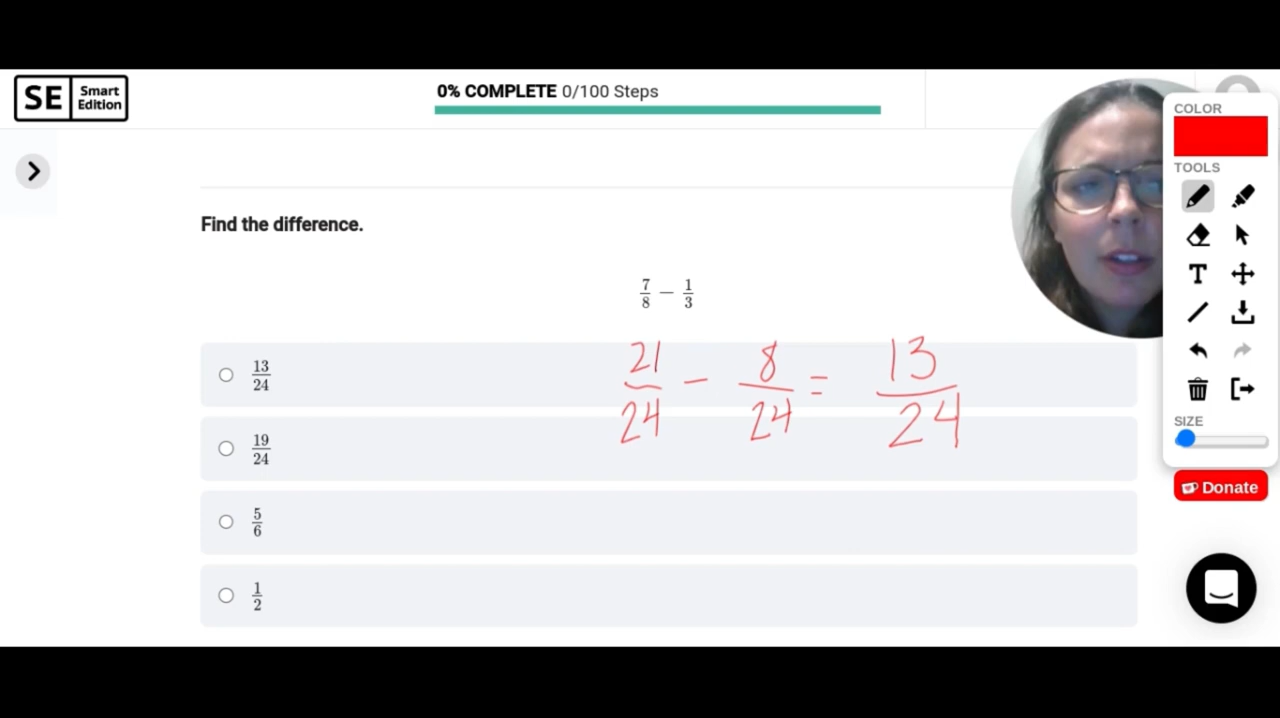 SE Smart Edition
0% COMPLETE 0/100 Steps
COLOR
TOOLS
T
SIZE
Donate
Find the difference.
7/8 − 1/3
21/24 − 8/24 = 13/24
13/24
19/24
5/6
1/2